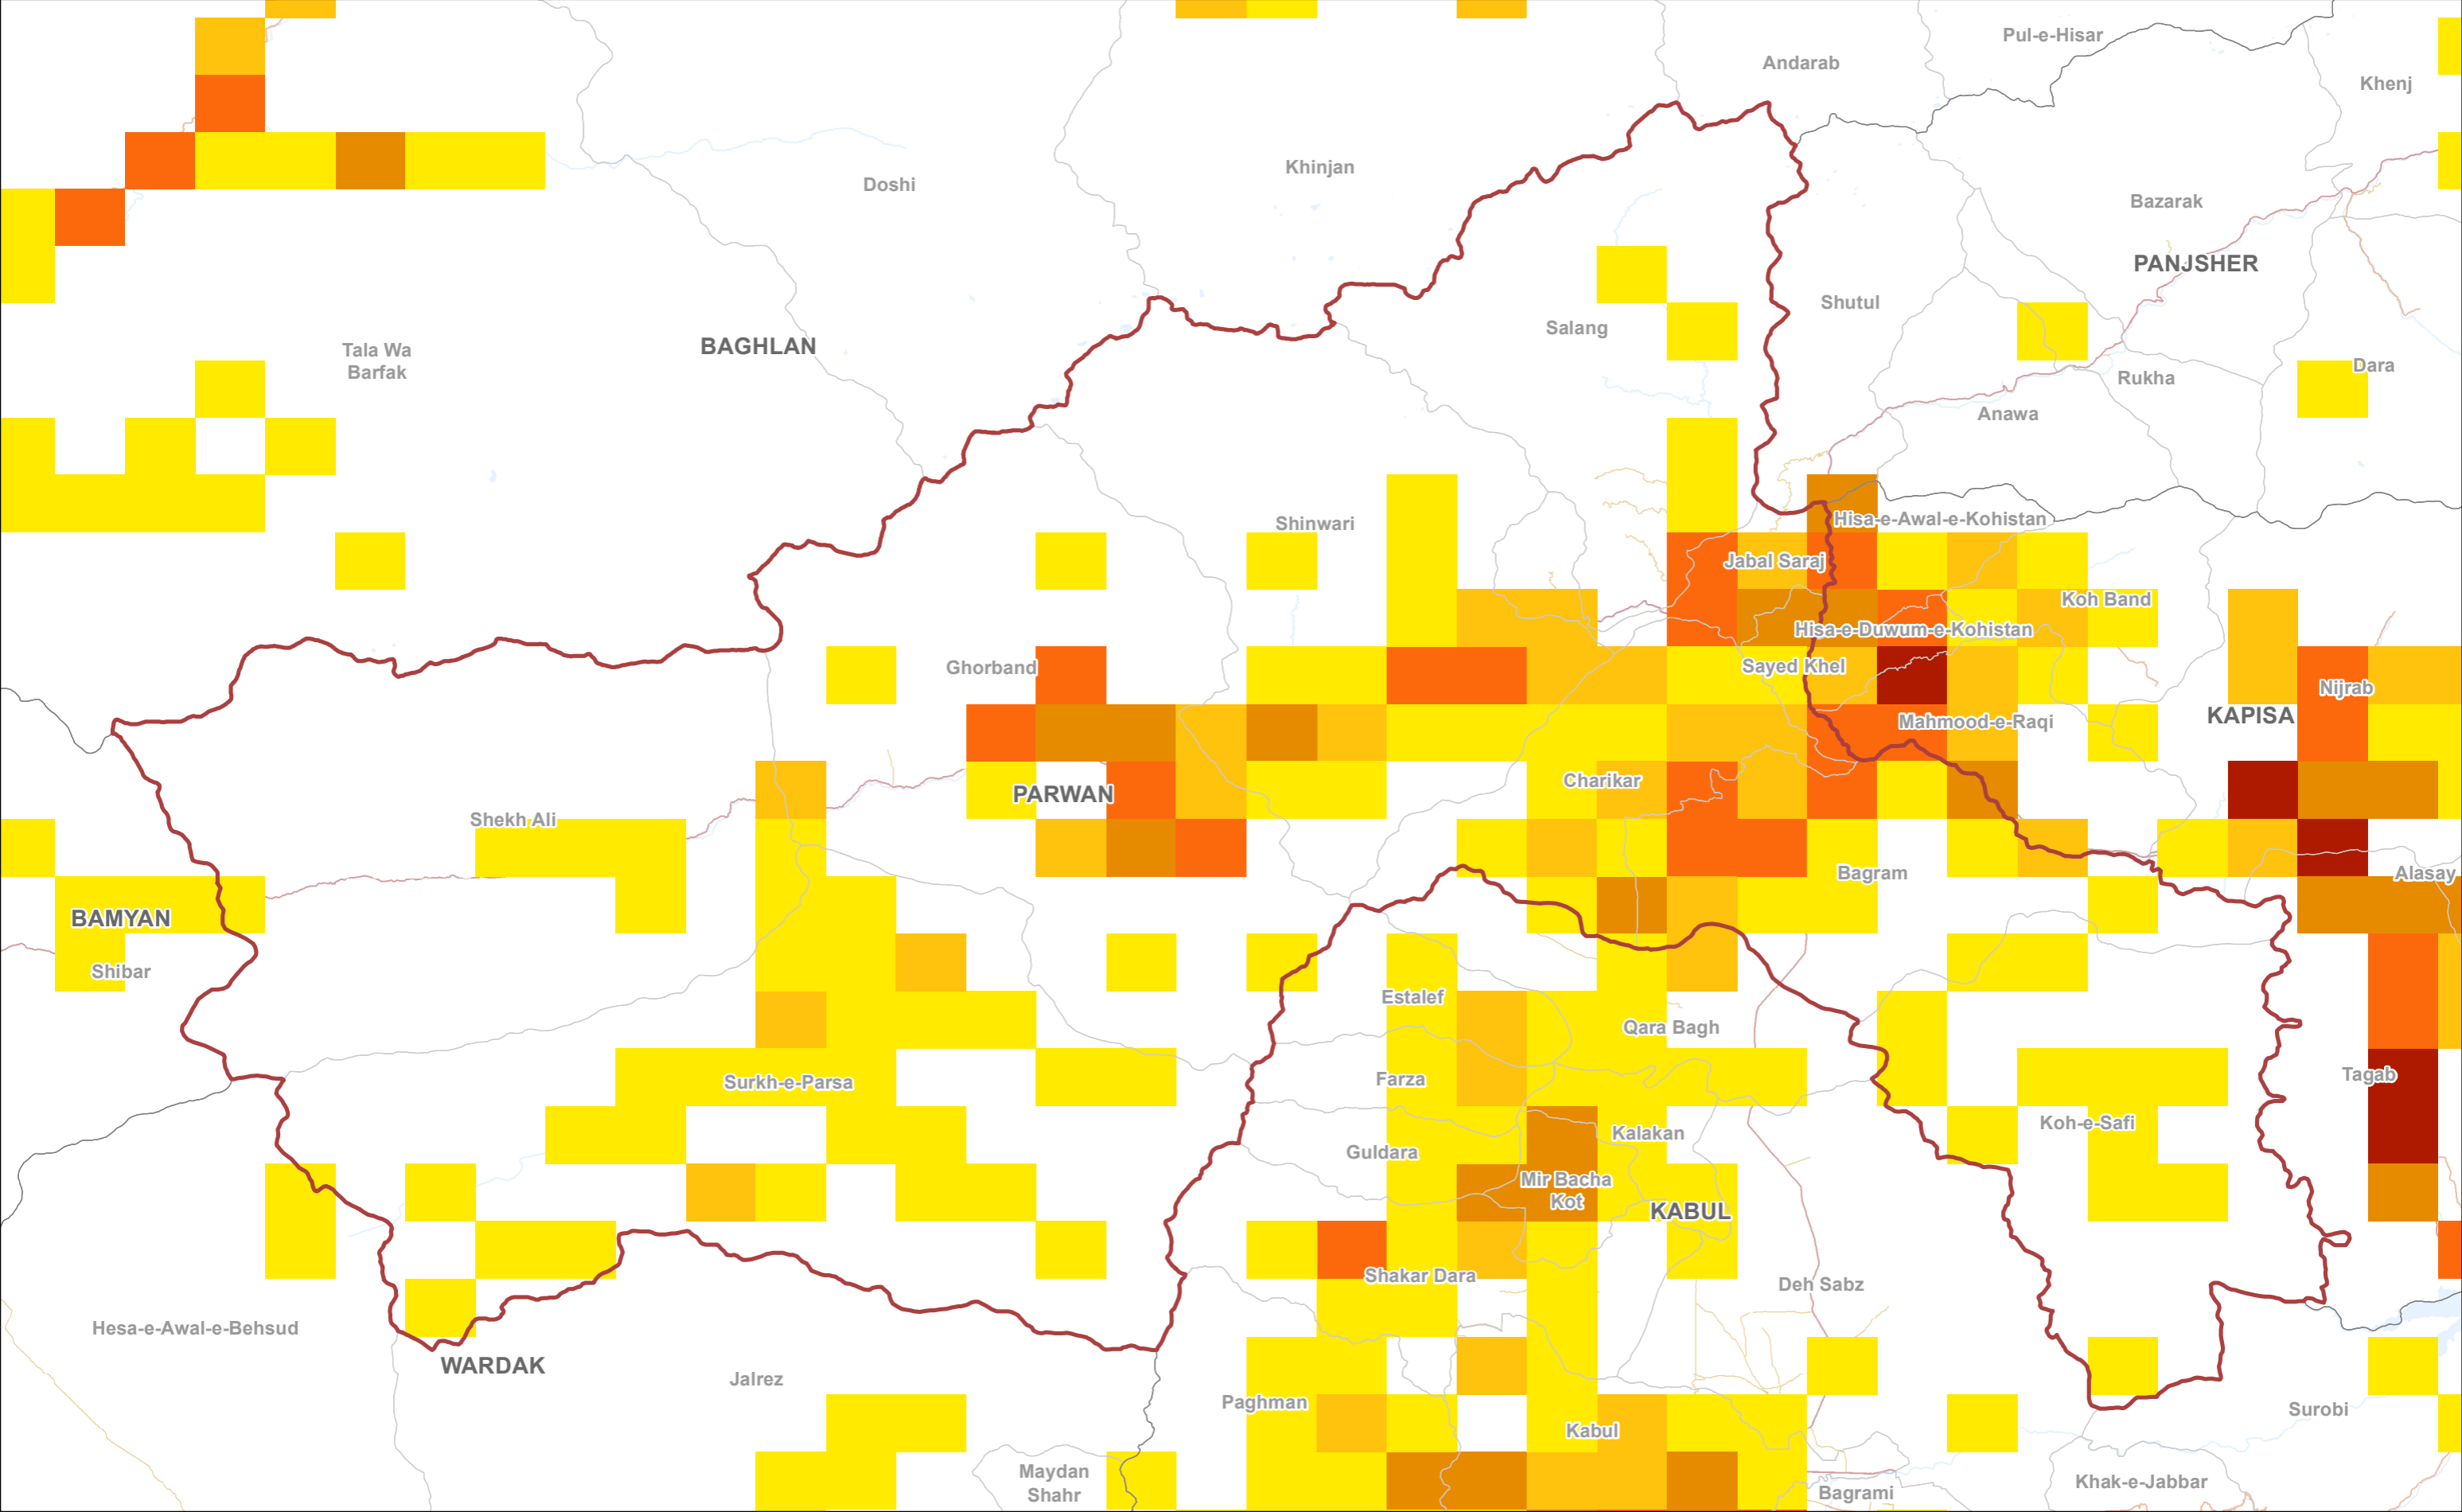 Pul-e-Hisar
Andarab
Khenj
Khinjan
Doshi
Bazarak
PANJSHER
Shutul
Salang
BAGHLAN
Tala Wa
Barfak
Dara
Rukha
Anawa
Hisa-e-Awal-e-Kohistan
Shinwari
Jabal Saraj
Koh Band
Hisa-e-Duwum-e-Kohistan
Ghorband
Sayed Khel
Nijrab
KAPISA
Mahmood-e-Raqi
Charikar
PARWAN
Shekh Ali
Bagram
Alasay
BAMYAN
Shibar
Estalef
Qara Bagh
Farza
Surkh-e-Parsa
Tagab
Koh-e-Safi
Kalakan
Guldara
Mir Bacha
Kot
KABUL
Shakar Dara
Deh Sabz
Hesa-e-Awal-e-Behsud
WARDAK
Jalrez
Paghman
Surobi
Kabul
Maydan
Shahr
Khak-e-Jabbar
Bagrami